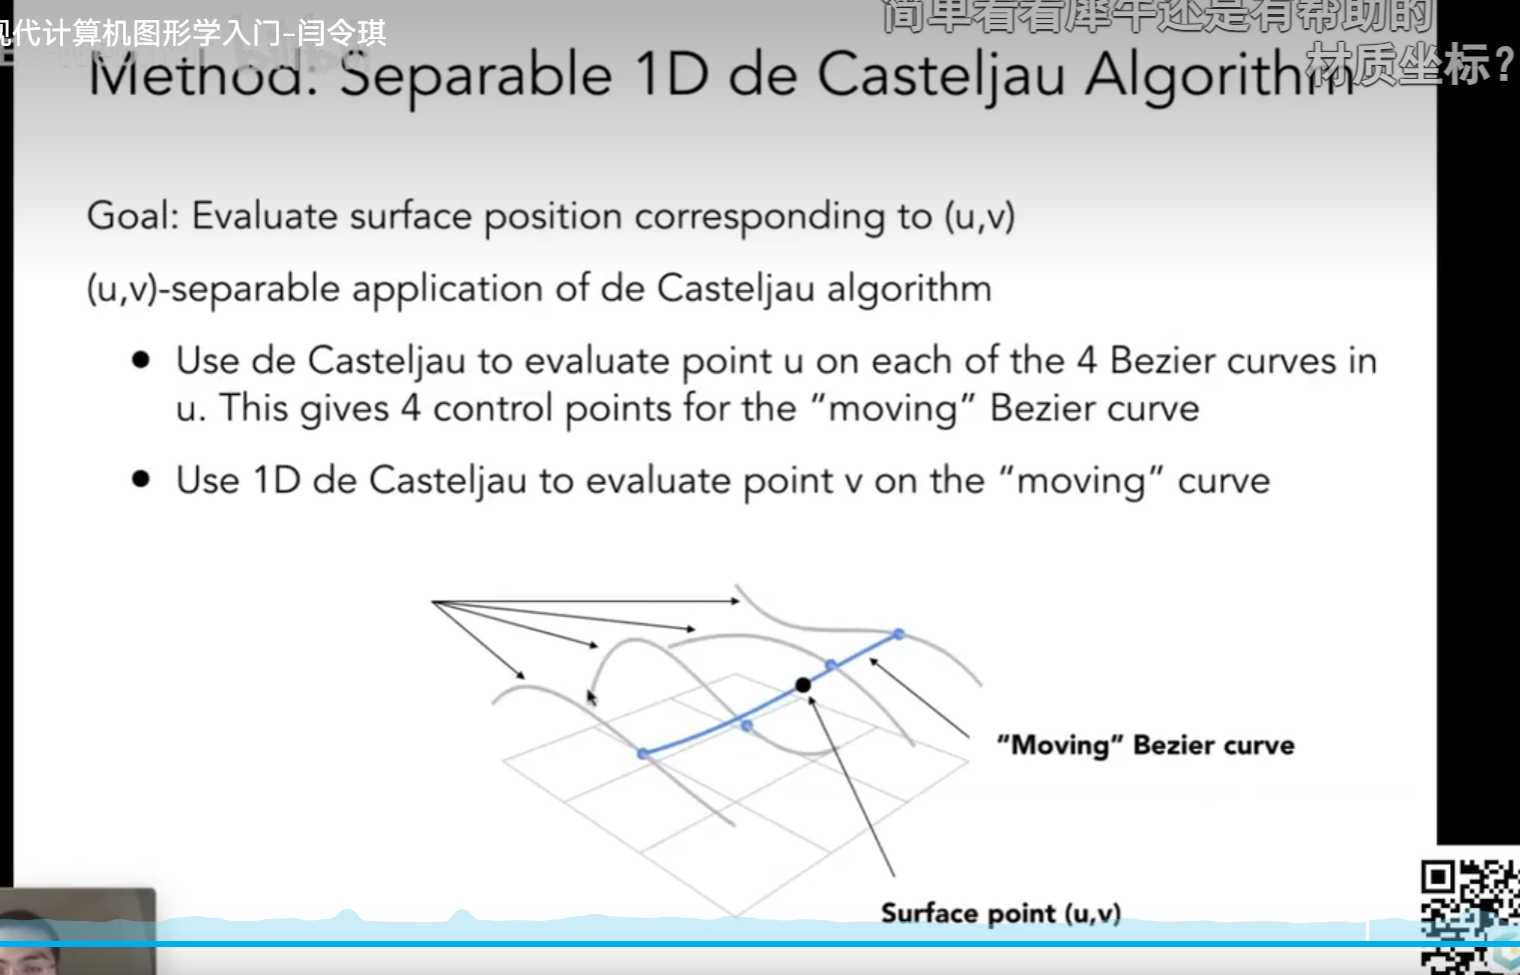 现代计算机图形学入门-闫令琪
简单看看犀牛还是有帮助的
材质坐标？
Method: Separable 1D de Casteljau Algorithm
Goal: Evaluate surface position corresponding to (u,v)
(u,v)-separable application of de Casteljau algorithm
● Use de Casteljau to evaluate point u on each of the 4 Bezier curves in
u. This gives 4 control points for the “moving” Bezier curve
● Use 1D de Casteljau to evaluate point v on the “moving” curve
“Moving” Bezier curve
Surface point (u,v)